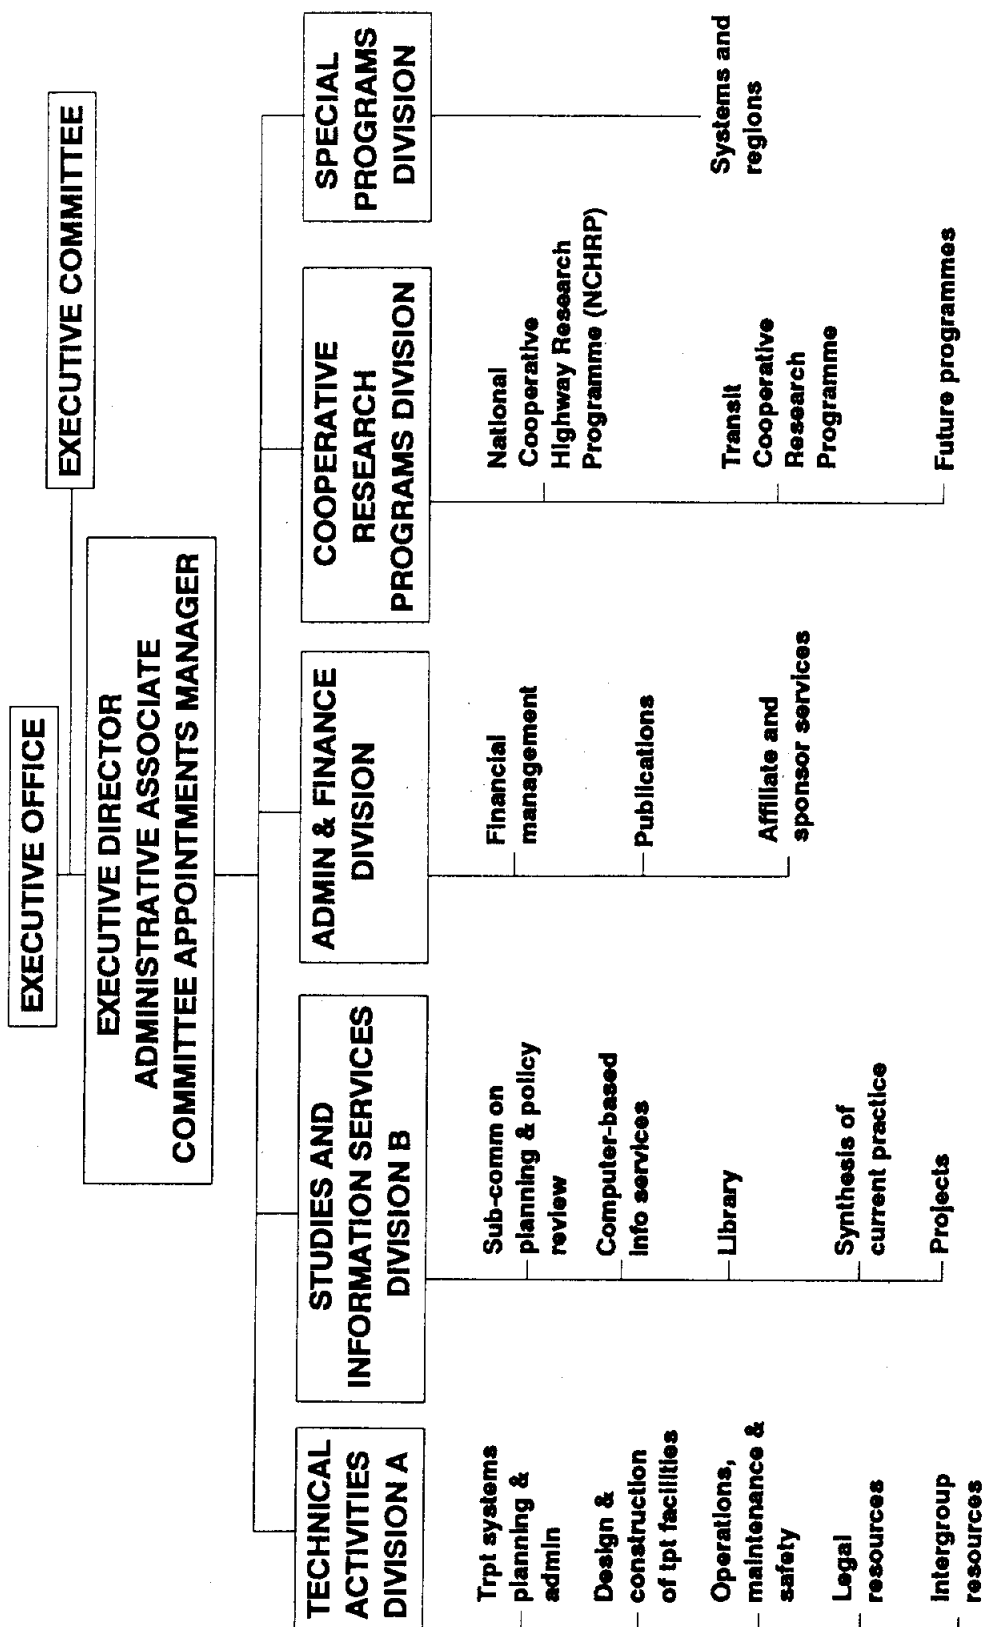 EXECUTIVE OFFICE
EXECUTIVE COMMITTEE
EXECUTIVE DIRECTOR
ADMINISTRATIVE ASSOCIATE
COMMITTEE APPOINTMENTS MANAGER
TECHNICAL
ACTIVITIES
DIVISION A
Trpt systems
planning &
admin
Design &
construction
of tpt facilities
Operations,
maintenance &
safety
Legal
resources
Intergroup
resources
STUDIES AND
INFORMATION SERVICES
DIVISION B
Sub-comm on
planning & policy
review
Computer-based
info services
Library
Synthesis of
current practice
Projects
ADMIN & FINANCE
DIVISION
Financial
management
Publications
Affiliate and
sponsor services
COOPERATIVE
RESEARCH
PROGRAMS DIVISION
National
Cooperative
Highway Research
Programme (NCHRP)
Transit
Cooperative
Research
Programme
Future programmes
SPECIAL
PROGRAMS
DIVISION
Systems and
regions